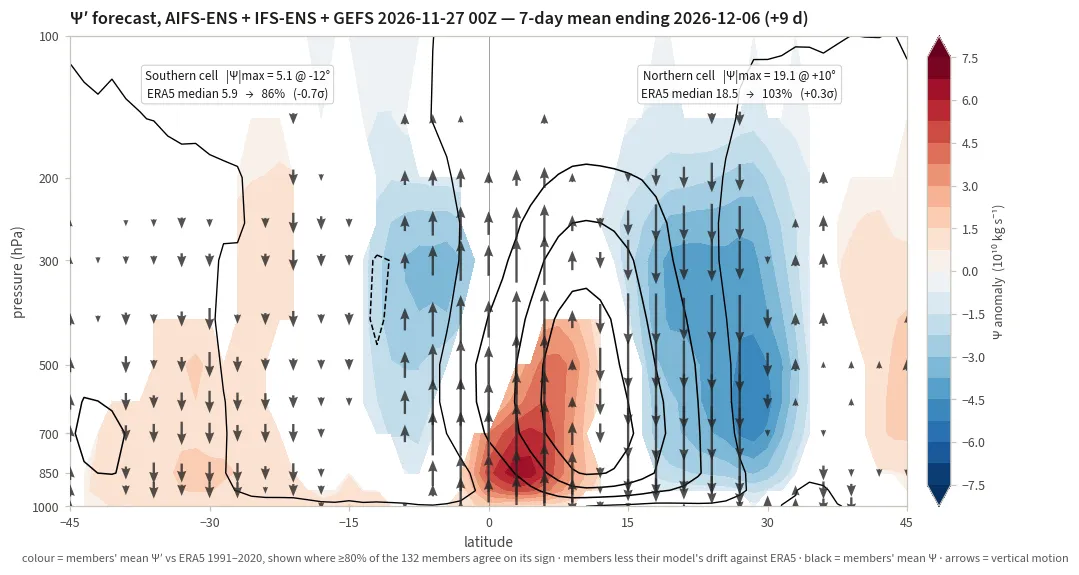 Ψ′ forecast, AIFS-ENS + IFS-ENS + GEFS 2026-11-27 00Z — 7-day mean ending 2026-12-06 (+9 d)
Southern cell |Ψ|max = 5.1 @ -12°
ERA5 median 5.9 → 86% (-0.7σ)
Northern cell |Ψ|max = 19.1 @ +10°
ERA5 median 18.5 → 103% (+0.3σ)
pressure (hPa)
100
200
300
400
500
700
850
1000
−45
−30
−15
0
15
30
45
latitude
7.5
6.0
4.5
3.0
1.5
0.0
−1.5
−3.0
−4.5
−6.0
−7.5
Ψ anomaly (10¹⁰ kg s⁻¹)
colour = members' mean Ψ′ vs ERA5 1991–2020, shown where ≥80% of the 132 members agree on its sign · members less their model's drift against ERA5 · black = members' mean Ψ · arrows = vertical motion